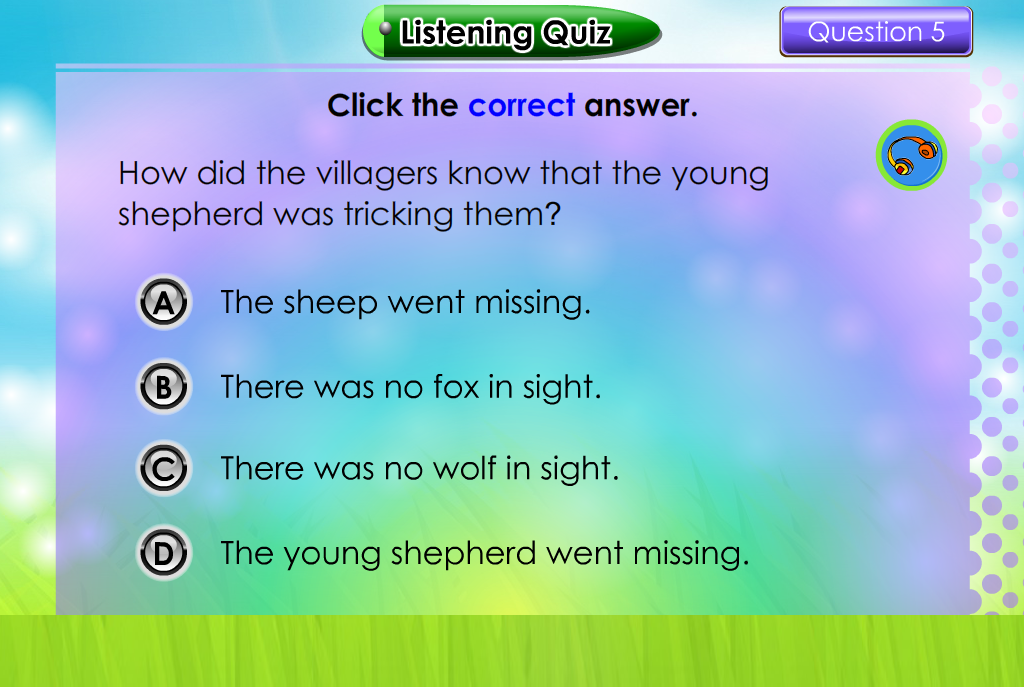 Listening Quiz
Question 5
Click the correct answer.
How did the villagers know that the young
shepherd was tricking them?
A The sheep went missing.
B There was no fox in sight.
C There was no wolf in sight.
D The young shepherd went missing.